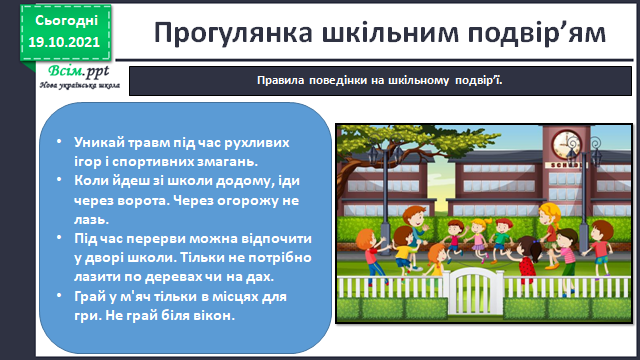 Сьогодні
19.10.2021
Прогулянка шкільним подвір’ям
Всім.ppt
Нова українська школа
Правила поведінки на шкільному подвір’ї.
• Уникай травм під час рухливих
ігор і спортивних змагань.
• Коли йдеш зі школи додому, іди
через ворота. Через огорожу не
лазь.
• Під час перерви можна відпочити
у дворі школи. Тільки не потрібно
лазити по деревах чи на дах.
• Грай у м'яч тільки в місцях для
гри. Не грай біля вікон.
SCHOOL